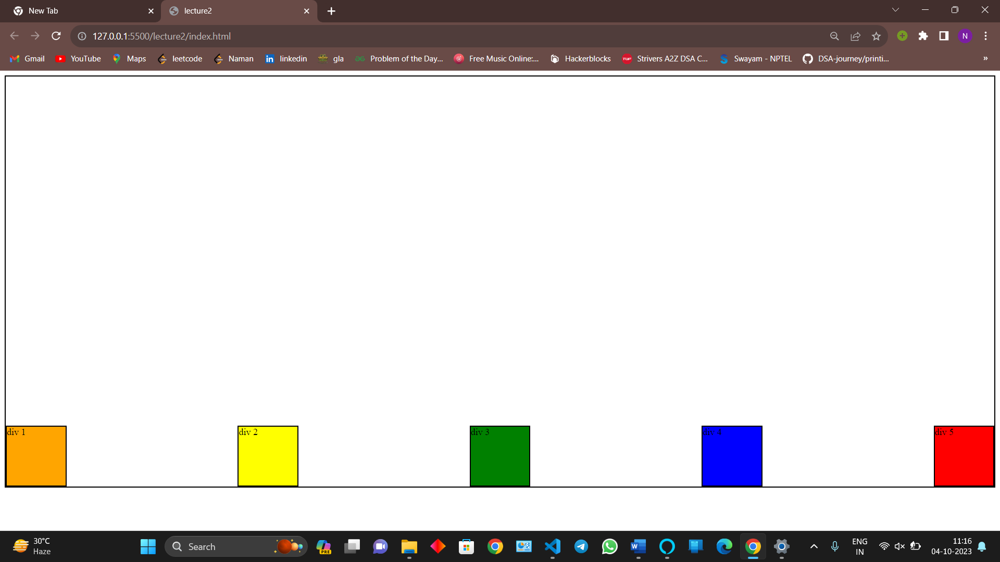 New Tab
lecture2
127.0.0.1:5500/lecture2/index.html
N
Gmail
YouTube
Maps
leetcode
Naman
linkedin
gla
Problem of the Day...
Free Music Online:...
Hackerblocks
Strivers A2Z DSA C...
Swayam - NPTEL
DSA-journey/printi...
»
div 1
div 2
div 3
div 4
div 5
30°C
Haze
Search
PRE
ENG
IN
11:16
04-10-2023